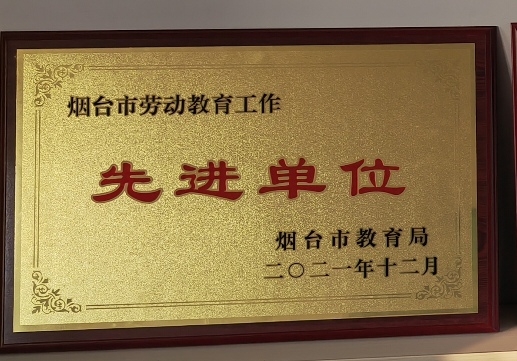 烟台市劳动教育工作
先进单位
烟台市教育局
二〇二一年十二月